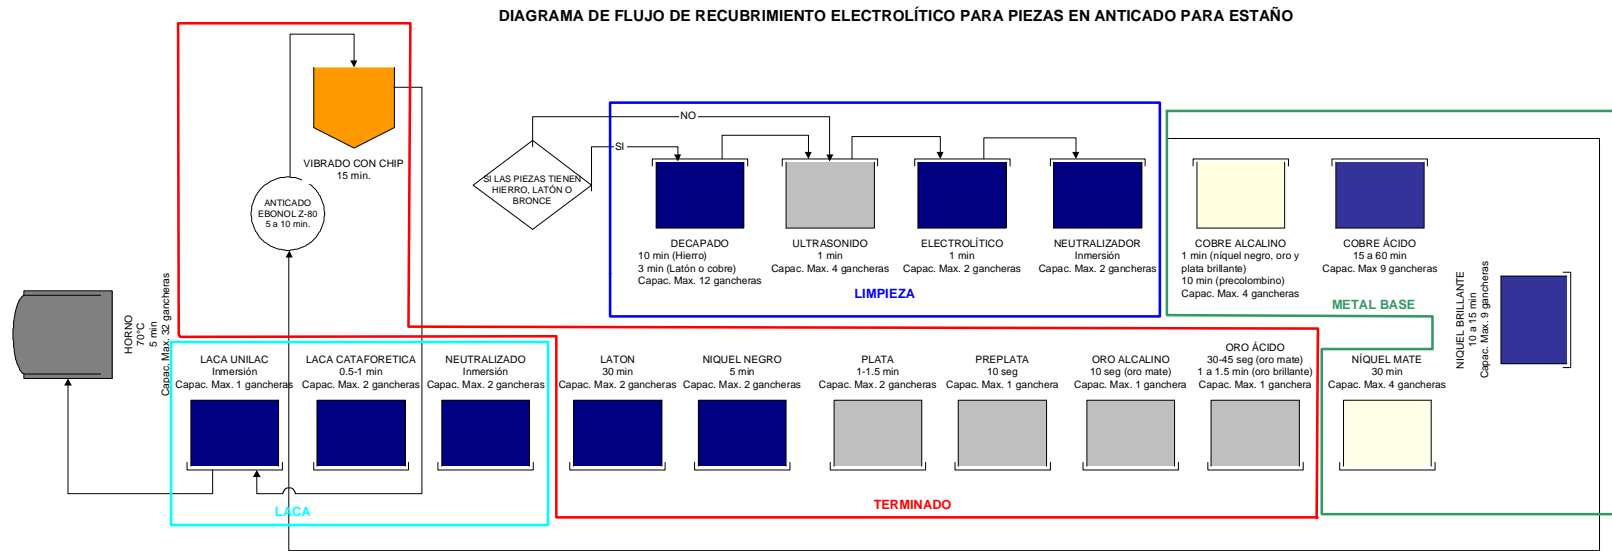 DIAGRAMA DE FLUJO DE RECUBRIMIENTO ELECTROLÍTICO PARA PIEZAS EN ANTICADO PARA ESTAÑO
VIBRADO CON CHIP
15 min.
ANTICADO
EBONOL Z-80
5 a 10 min.
NO
SI
SI LAS PIEZAS TIENEN
HIERRO, LATÓN O
BRONCE
DECAPADO
10 min (Hierro)
3 min (Latón o cobre)
Capac. Max. 12 gancheras
ULTRASONIDO
1 min
Capac. Max. 4 gancheras
ELECTROLÍTICO
1 min
Capac. Max. 2 gancheras
NEUTRALIZADOR
Inmersión
Capac. Max. 2 gancheras
LIMPIEZA
COBRE ALCALINO
1 min (níquel negro, oro y
plata brillante)
10 min (precolombino)
Capac. Max. 4 gancheras
COBRE ÁCIDO
15 a 60 min
Capac. Max 9 gancheras
METAL BASE
NIQUEL BRILLANTE
10 a 15 min
Capac. Max. 9 gancheras
HORNO
70°C
5 min
Capac. Max. 32 gancheras
LACA UNILAC
Inmersión
Capac. Max. 1 gancheras
LACA CATAFORETICA
0.5-1 min
Capac. Max. 2 gancheras
NEUTRALIZADO
Inmersión
Capac. Max. 2 gancheras
LACA
LATON
30 min
Capac. Max. 2 gancheras
NIQUEL NEGRO
5 min
Capac. Max. 2 gancheras
PLATA
1-1.5 min
Capac. Max. 2 gancheras
PREPLATA
10 seg
Capac. Max. 1 ganchera
ORO ALCALINO
10 seg (oro mate)
Capac. Max. 1 ganchera
ORO ÁCIDO
30-45 seg (oro mate)
1 a 1.5 min (oro brillante)
Capac. Max. 1 ganchera
TERMINADO
NÍQUEL MATE
30 min
Capac. Max. 4 gancheras